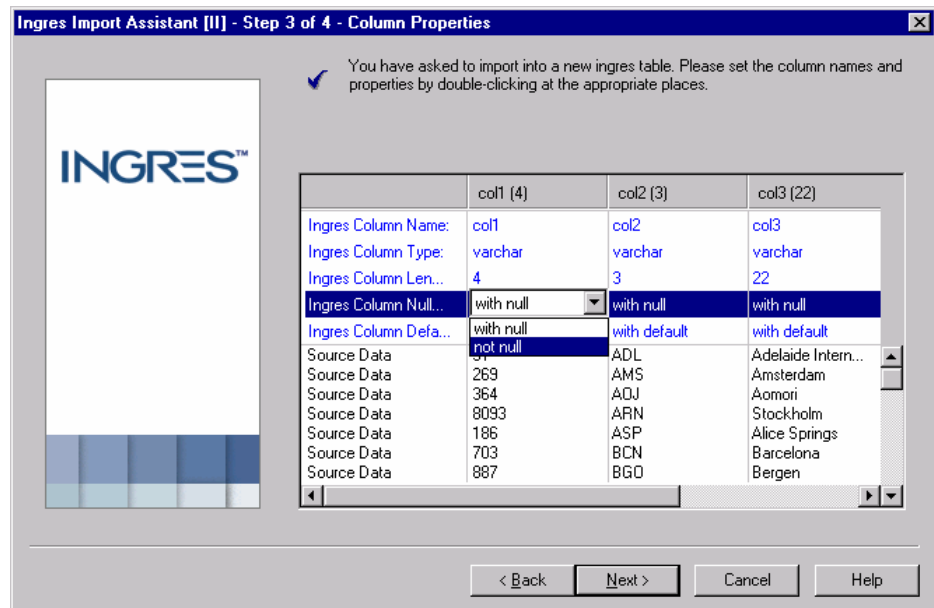 Ingres Import Assistant [II] - Step 3 of 4 - Column Properties
You have asked to import into a new ingres table. Please set the column names and
properties by double-clicking at the appropriate places.
INGRES™
col1 (4) col2 (3) col3 (22)
Ingres Column Name: col1 col2 col3
Ingres Column Type: varchar varchar varchar
Ingres Column Len... 4 3 22
Ingres Column Null... with null with null with null
Ingres Column Defa... with null with default with default
not null
Source Data ADL Adelaide Intern...
Source Data 269 AMS Amsterdam
Source Data 364 AOJ Aomori
Source Data 8093 ARN Stockholm
Source Data 186 ASP Alice Springs
Source Data 703 BCN Barcelona
Source Data 887 BGO Bergen
< Back Next > Cancel Help